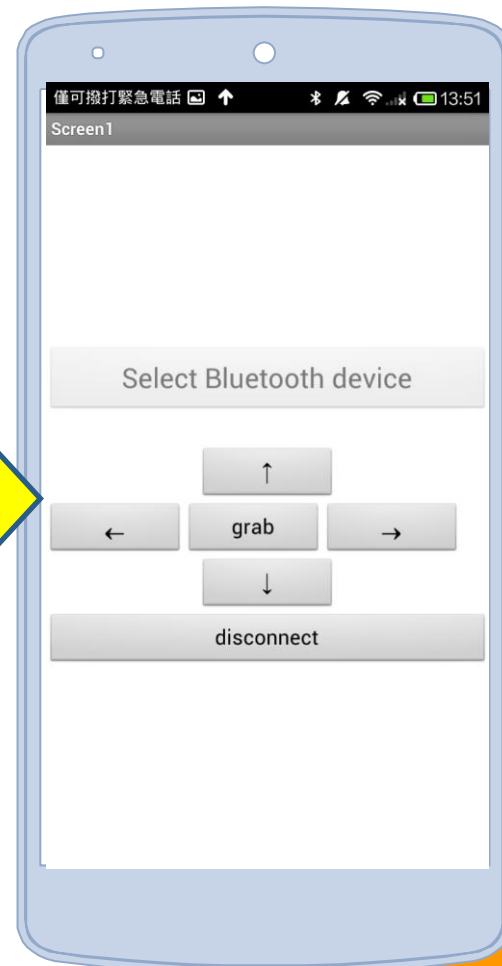 僅可撥打緊急電話 13:51
Screen1
Select Bluetooth device
↑
← grab →
↓
disconnect